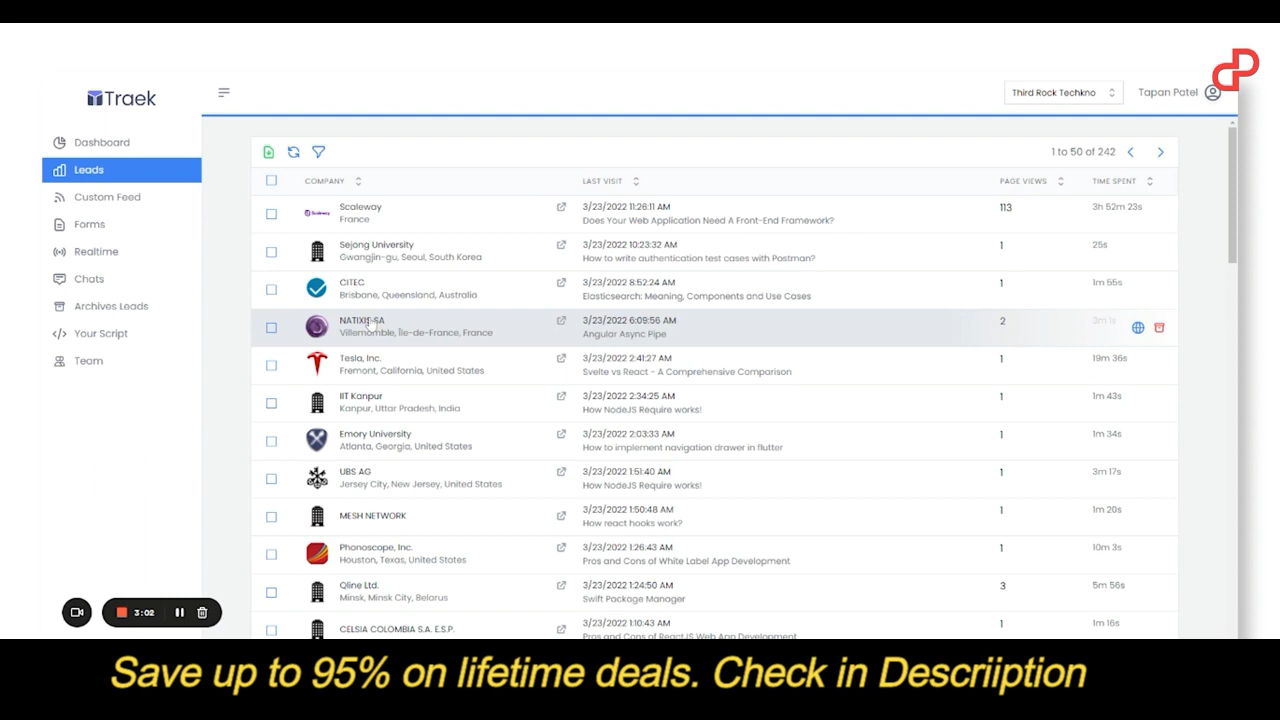 Traek
Third Rock Techkno
Tapan Patel
Dashboard
Leads
Custom Feed
Forms
Realtime
Chats
Archives Leads
Your Script
Team
1 to 50 of 242
COMPANY
LAST VISIT
PAGE VIEWS
TIME SPENT
Scaleway
France
3/23/2022 11:26:11 AM
Does Your Web Application Need A Front-End Framework?
113
3h 52m 23s
Sejong University
Gwangjin-gu, Seoul, South Korea
3/23/2022 10:23:32 AM
How to write authentication test cases with Postman?
1
25s
CITEC
Brisbane, Queensland, Australia
3/23/2022 8:52:24 AM
Elasticsearch: Meaning, Components and Use Cases
1
1m 55s
NATIXIS SA
Villemomble, Île-de-France, France
3/23/2022 6:09:56 AM
Angular Async Pipe
2
3m 1s
Tesla, Inc.
Fremont, California, United States
3/23/2022 2:41:27 AM
Svelte vs React - A Comprehensive Comparison
1
19m 36s
IIT Kanpur
Kanpur, Uttar Pradesh, India
3/23/2022 2:34:25 AM
How NodeJS Require works!
1
1m 43s
Emory University
Atlanta, Georgia, United States
3/23/2022 2:03:33 AM
How to implement navigation drawer in flutter
1
1m 34s
UBS AG
Jersey City, New Jersey, United States
3/23/2022 1:51:40 AM
How NodeJS Require works!
1
3m 17s
MESH NETWORK
3/23/2022 1:50:48 AM
How react hooks work?
1
1m 20s
Phonoscope, Inc.
Houston, Texas, United States
3/23/2022 1:26:43 AM
Pros and Cons of White Label App Development
1
10m 3s
Qline Ltd.
Minsk, Minsk City, Belarus
3/23/2022 1:24:50 AM
Swift Package Manager
3
5m 56s
CELSIA COLOMBIA S.A. E.S.P.
3/23/2022 1:10:43 AM
Pros and Cons of ReactJS Web App Development
1
1m 16s
3:02
Save up to 95% on lifetime deals. Check in Descriiption